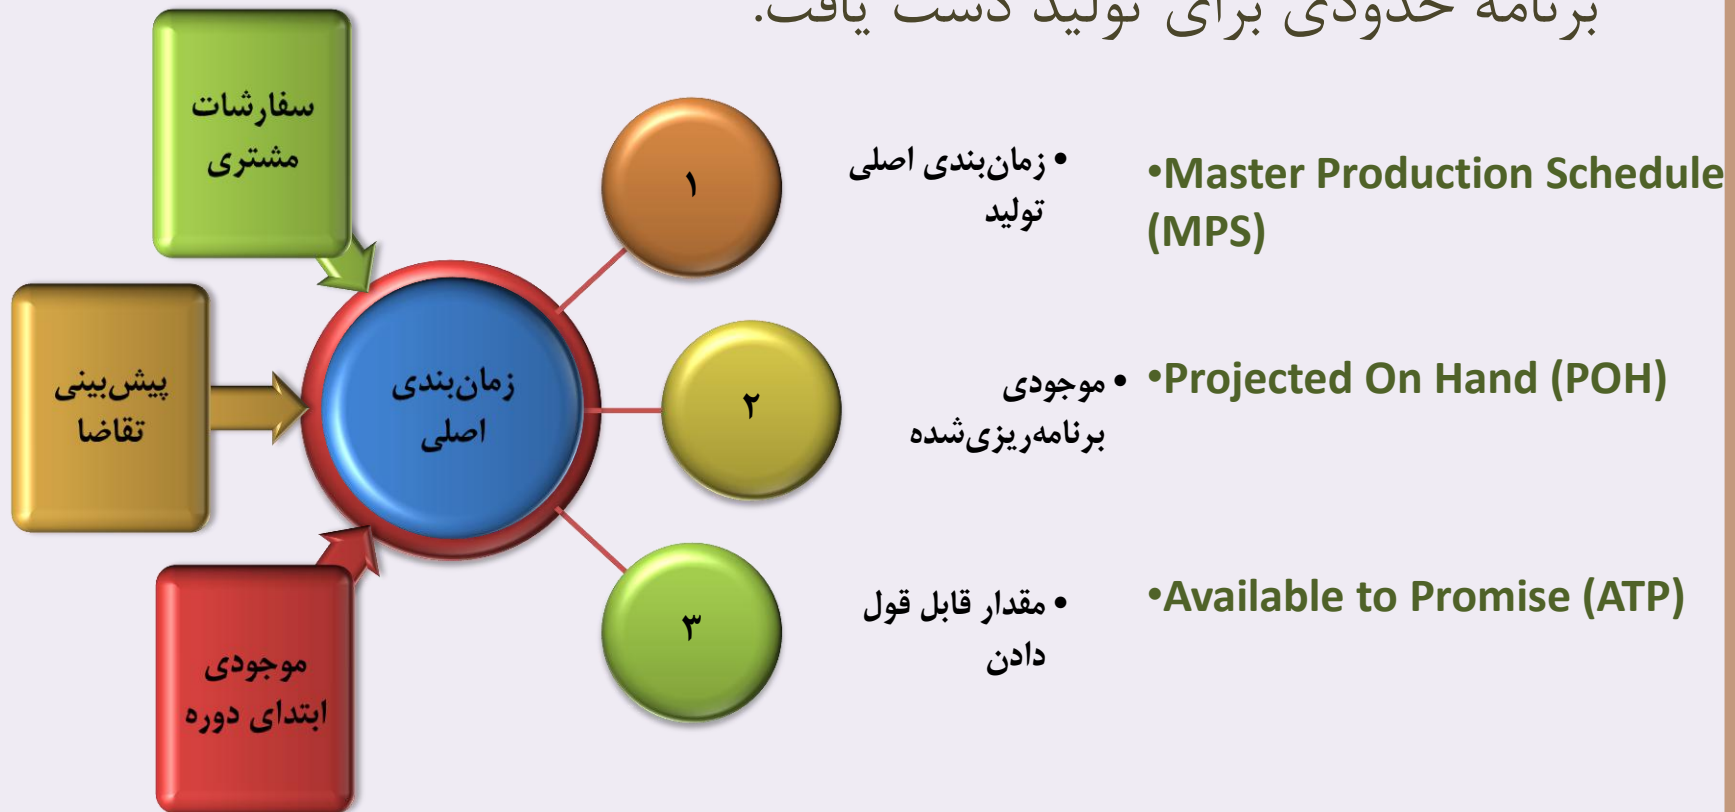 برنامه حدودی برای تولید دست یافت.
سفارشات
مشتری
پیش‌بینی
تقاضا
موجودی
ابتدای دوره
زمان‌بندی
اصلی
۱
• زمان‌بندی اصلی
تولید
•Master Production Schedule
(MPS)
۲
• موجودی
برنامه‌ریزی‌شده
•Projected On Hand (POH)
۳
• مقدار قابل قول
دادن
•Available to Promise (ATP)